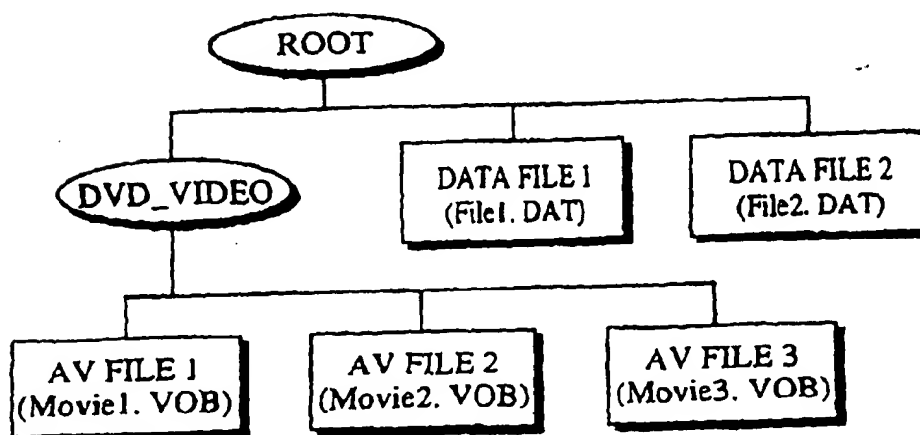 ROOT
DVD_VIDEO
DATA FILE 1
(File1. DAT)
DATA FILE 2
(File2. DAT)
AV FILE 1
(Movie1. VOB)
AV FILE 2
(Movie2. VOB)
AV FILE 3
(Movie3. VOB)